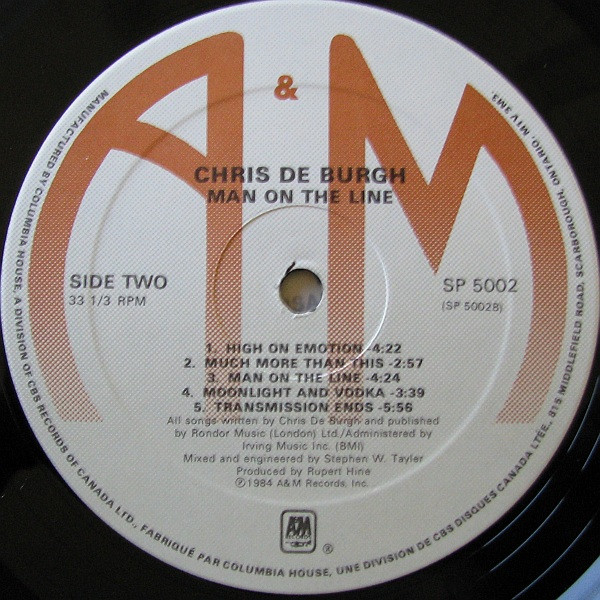 A & M
CHRIS DE BURGH
MAN ON THE LINE
SIDE TWO
33 1/3 RPM
SP 5002
(SP 5002B)
1. HIGH ON EMOTION -4:22
2. MUCH MORE THAN THIS -2:57
3. MAN ON THE LINE -4:24
4. MOONLIGHT AND VODKA -3:39
5. TRANSMISSION ENDS -5:56
All songs written by Chris De Burgh and published
by Rondor Music (London) Ltd./Administered by
Irving Music Inc. (BMI)
Mixed and engineered by Stephen W. Tayler
Produced by Rupert Hine
℗©1984 A&M Records, Inc.
A&M
RECORDS
®
MANUFACTURED BY COLUMBIA HOUSE, A DIVISION OF CBS RECORDS OF CANADA LTD., FABRIQUÉ PAR COLUMBIA HOUSE, UNE DIVISION DE CBS DISQUES CANADA LTÉE., 815 MIDDLEFIELD ROAD, SCARBOROUGH, ONTARIO, M1V 3M3.